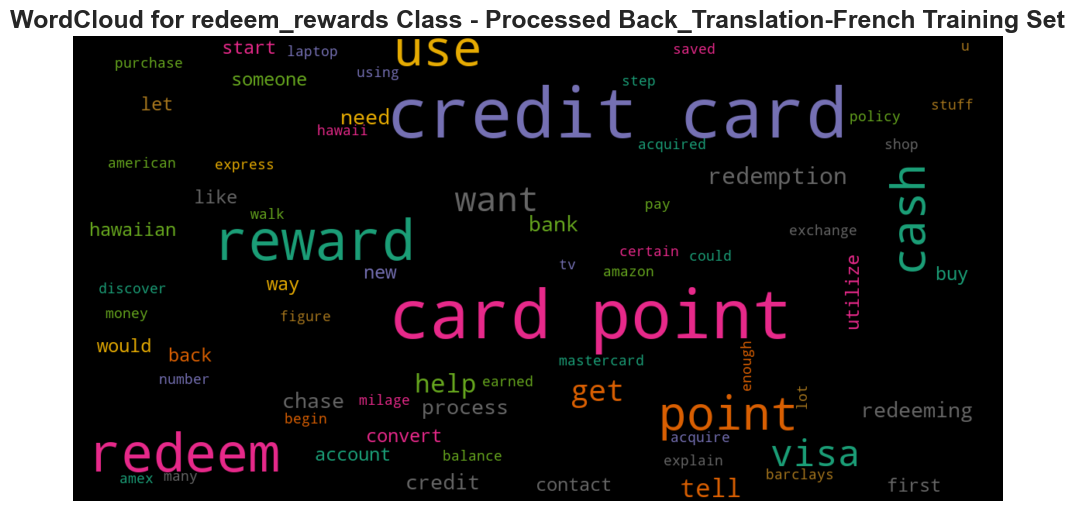 WordCloud for redeem_rewards Class - Processed Back_Translation-French Training Set
start
laptop
use
saved
u
purchase
someone
using
step
let
need
credit card
stuff
hawaii
policy
acquired
shop
american
express
redemption
cash
like
want
walk
pay
hawaiian
reward
bank
exchange
certain
could
new
tv
amazon
buy
way
utilize
discover
money
figure
card point
would
back
mastercard
enough
number
help
earned
get
lot
chase
milage
process
point
redeeming
begin
convert
acquire
redeem
account
balance
visa
explain
amex
many
barclays
credit
contact
tell
first